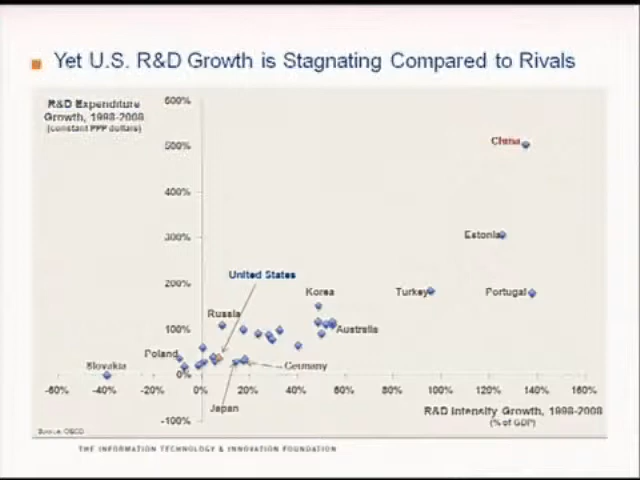 Yet U.S. R&D Growth is Stagnating Compared to Rivals
R&D Expenditure
Growth, 1998-2008
(constant PPP dollars)
600%
500%
400%
300%
200%
100%
0%
-100%
China
Estonia
United States
Korea
Turkey
Portugal
Russia
Australia
Poland
Slovakia
Germany
Japan
-60% -40% -20% 0% 20% 40% 60% 80% 100% 120% 140% 160%
R&D Intensity Growth, 1998-2008
(% of GDP)
Source: OECD
THE INFORMATION TECHNOLOGY & INNOVATION FOUNDATION